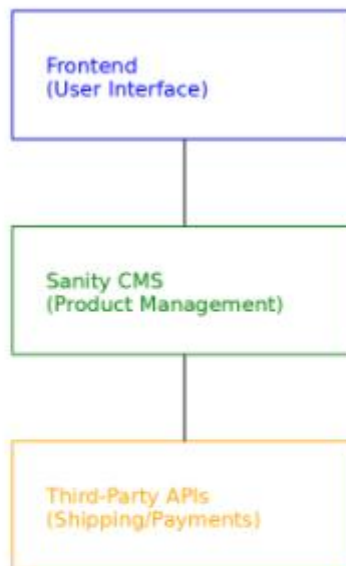 Frontend
(User Interface)
Sanity CMS
(Product Management)
Third-Party APIs
(Shipping/Payments)